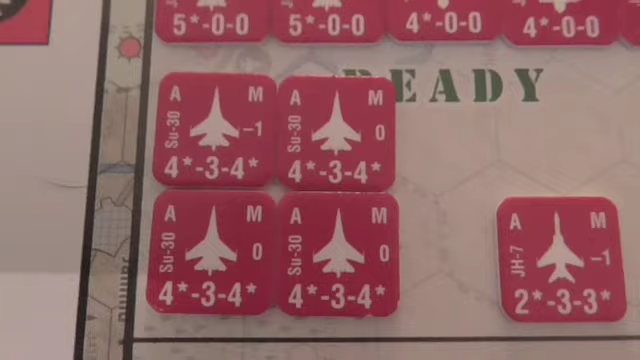 5*-0-0 5*-0-0 4*-0-0 4*-0-0
READY
A M A M
Su-30 -1 Su-30 0
4*-3-4* 4*-3-4*
A M A M A M
Su-30 0 Su-30 0 JH-7 -1
4*-3-4* 4*-3-4* 2*-3-3*